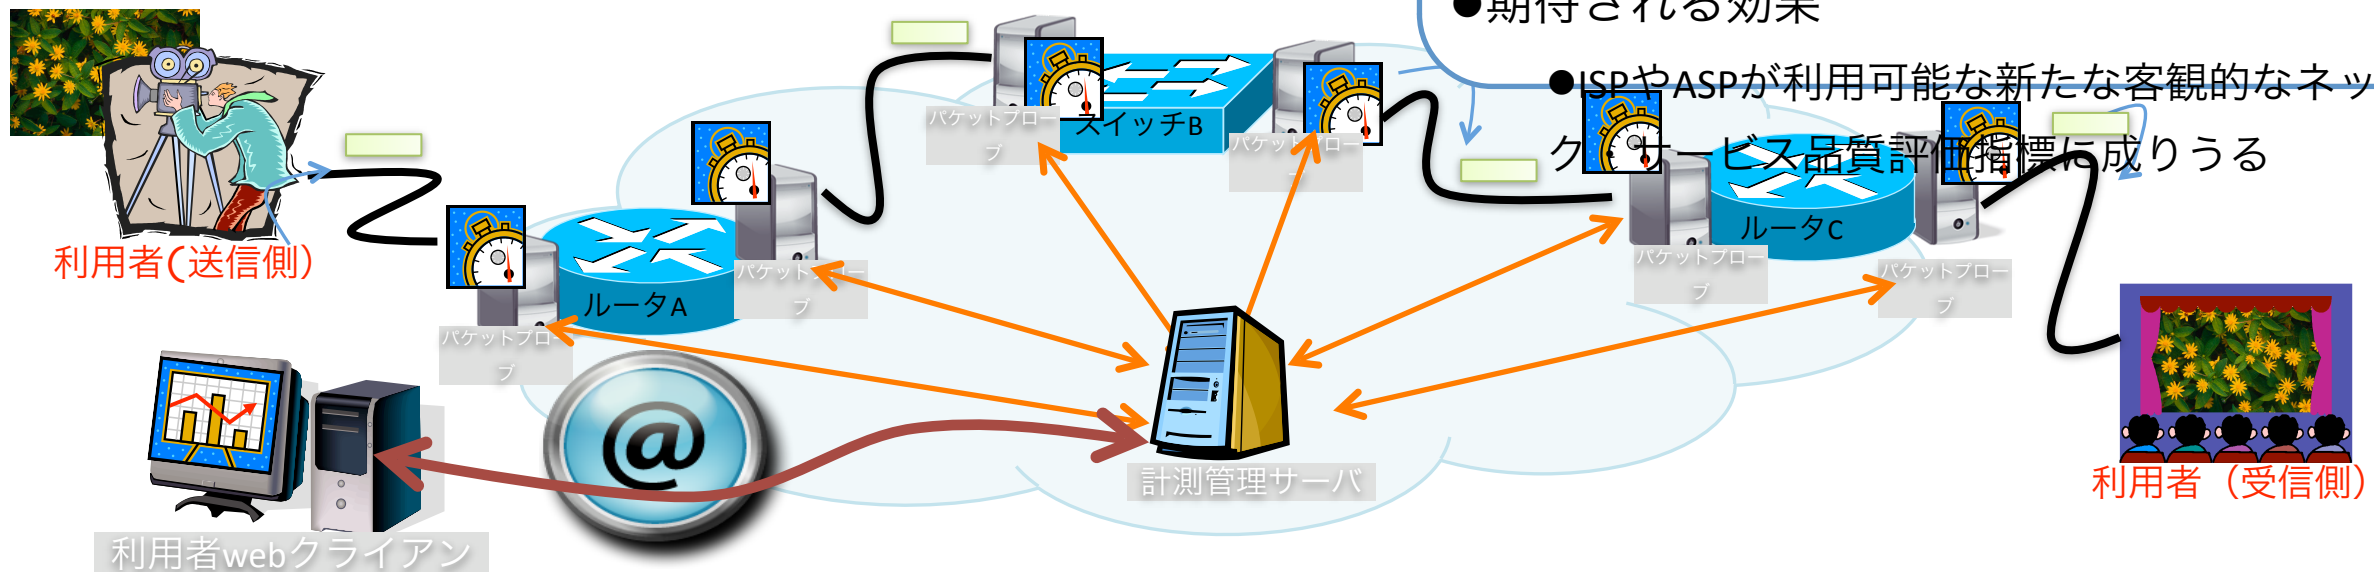 ●期待される効果
●ISPやASPが利用可能な新たな客観的なネッ
ク・サービス品質評価指標に成りうる
パケットプロー
ブ
スイッチB
パケットプロー
パケットプロー
ブ
ルータC
パケットプロー
ブ
利用者(送信側）
パケットプロー
ブ
ルータA
パケットプロー
ブ
計測管理サーバ
利用者（受信側）
利用者webクライアン